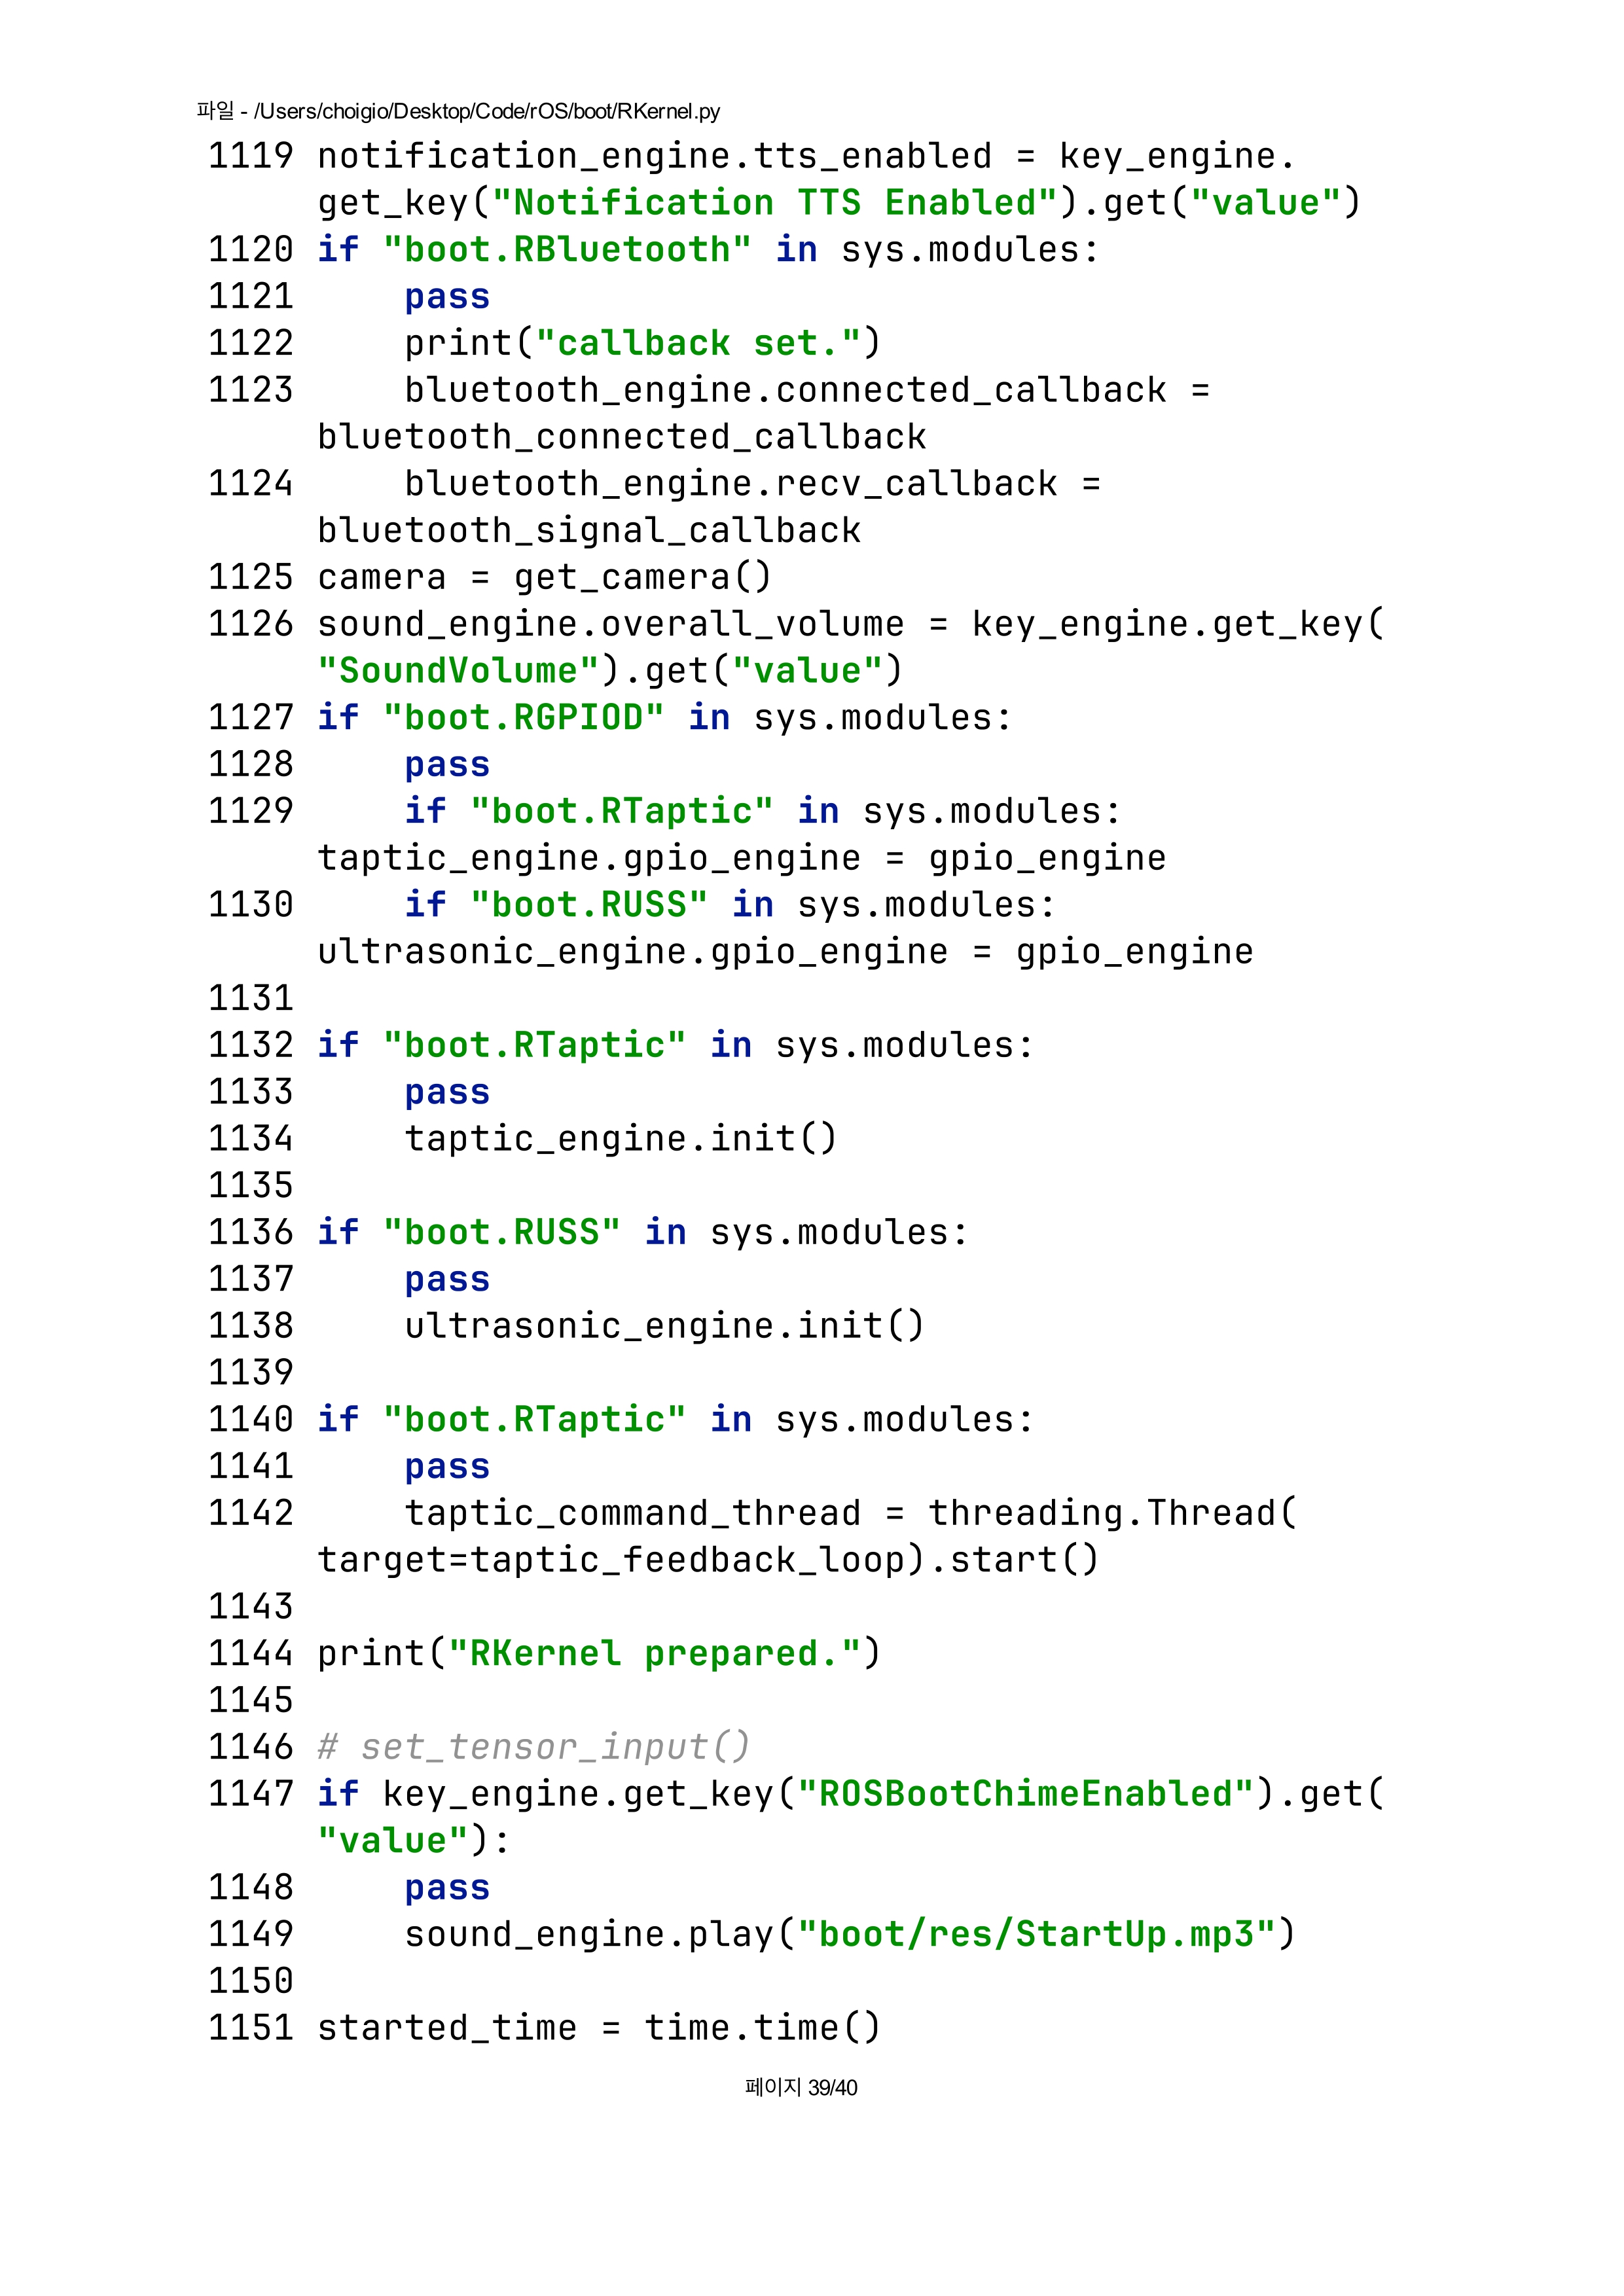 파일 - /Users/choigio/Desktop/Code/rOS/boot/RKernel.py
1119 notification_engine.tts_enabled = key_engine.
get_key("Notification TTS Enabled").get("value")
1120 if "boot.RBluetooth" in sys.modules:
1121     pass
1122     print("callback set.")
1123     bluetooth_engine.connected_callback =
bluetooth_connected_callback
1124     bluetooth_engine.recv_callback =
bluetooth_signal_callback
1125 camera = get_camera()
1126 sound_engine.overall_volume = key_engine.get_key(
"SoundVolume").get("value")
1127 if "boot.RGPIOD" in sys.modules:
1128     pass
1129     if "boot.RTaptic" in sys.modules:
taptic_engine.gpio_engine = gpio_engine
1130     if "boot.RUSS" in sys.modules:
ultrasonic_engine.gpio_engine = gpio_engine
1131
1132 if "boot.RTaptic" in sys.modules:
1133     pass
1134     taptic_engine.init()
1135
1136 if "boot.RUSS" in sys.modules:
1137     pass
1138     ultrasonic_engine.init()
1139
1140 if "boot.RTaptic" in sys.modules:
1141     pass
1142     taptic_command_thread = threading.Thread(
target=taptic_feedback_loop).start()
1143
1144 print("RKernel prepared.")
1145
1146 # set_tensor_input()
1147 if key_engine.get_key("ROSBootChimeEnabled").get(
"value"):
1148     pass
1149     sound_engine.play("boot/res/StartUp.mp3")
1150
1151 started_time = time.time()
페이지 39/40